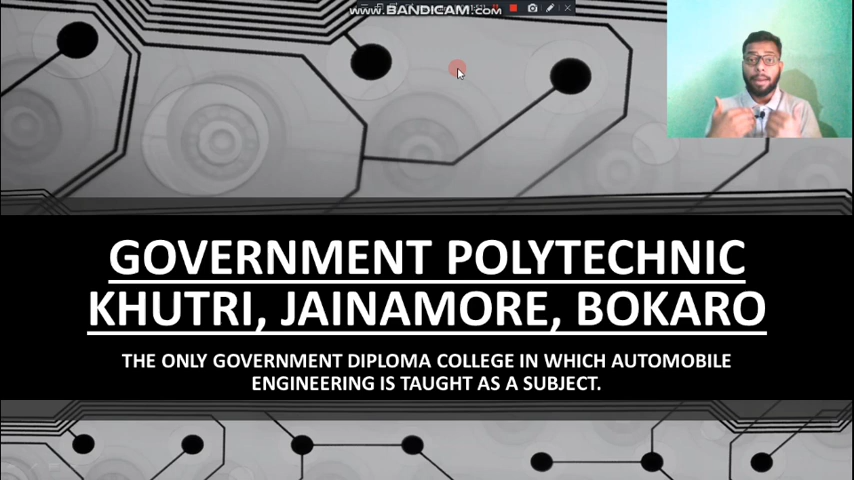 www.BANDICAM.com
GOVERNMENT POLYTECHNIC
KHUTRI, JAINAMORE, BOKARO
THE ONLY GOVERNMENT DIPLOMA COLLEGE IN WHICH AUTOMOBILE
ENGINEERING IS TAUGHT AS A SUBJECT.